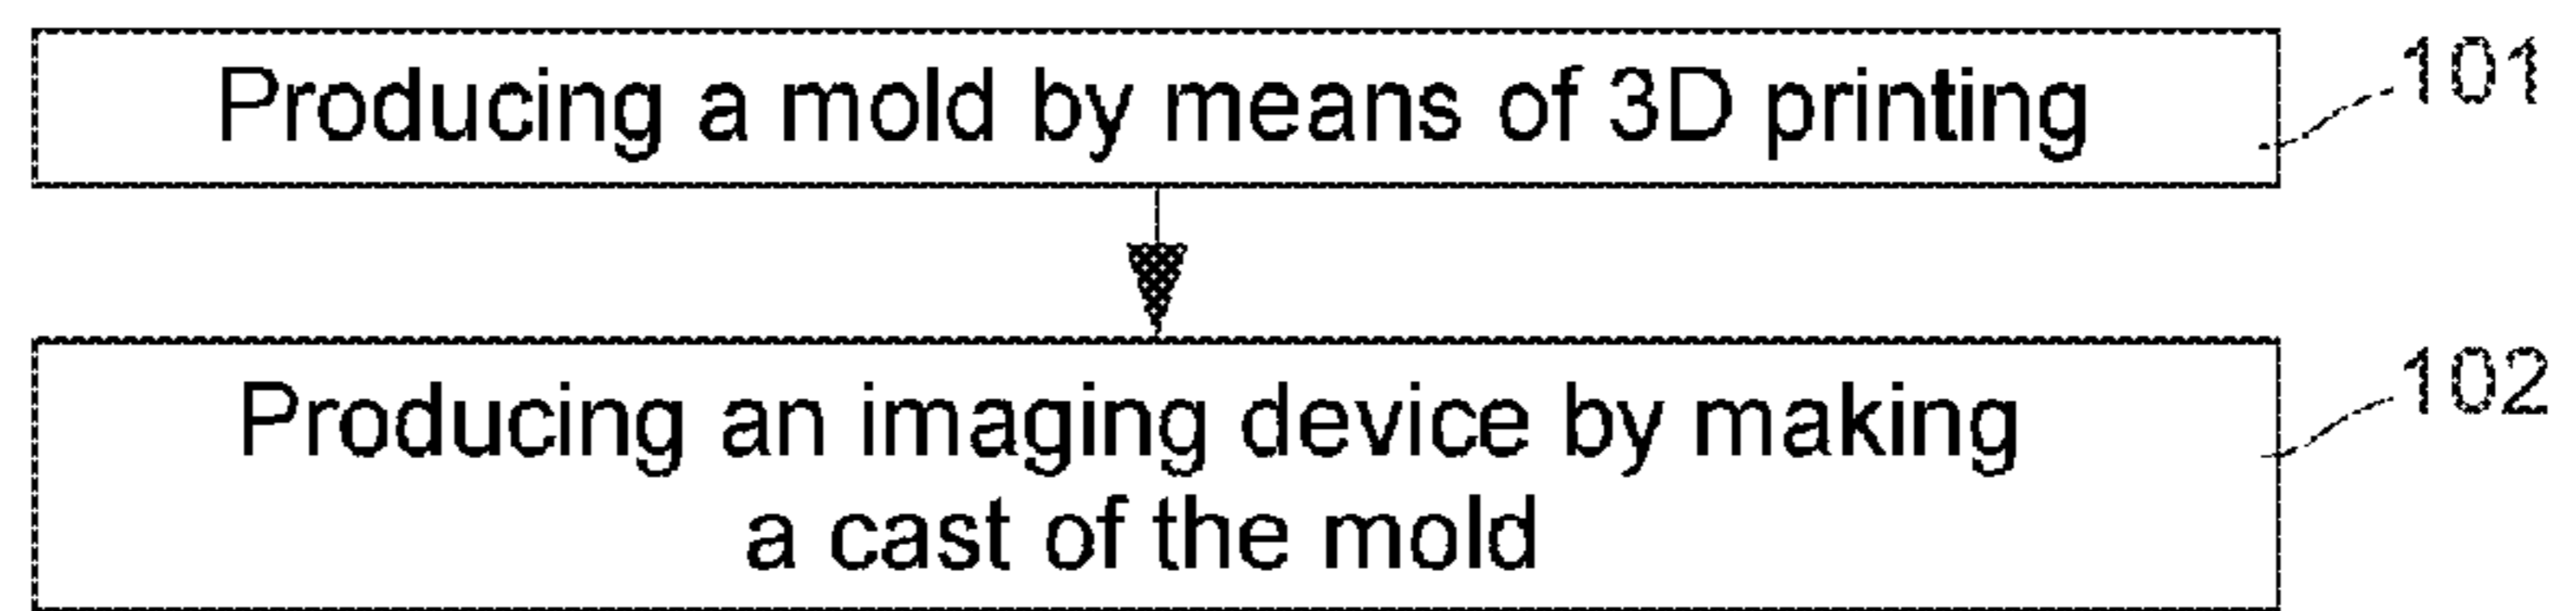 Producing a mold by means of 3D printing
101
Producing an imaging device by making
a cast of the mold
102